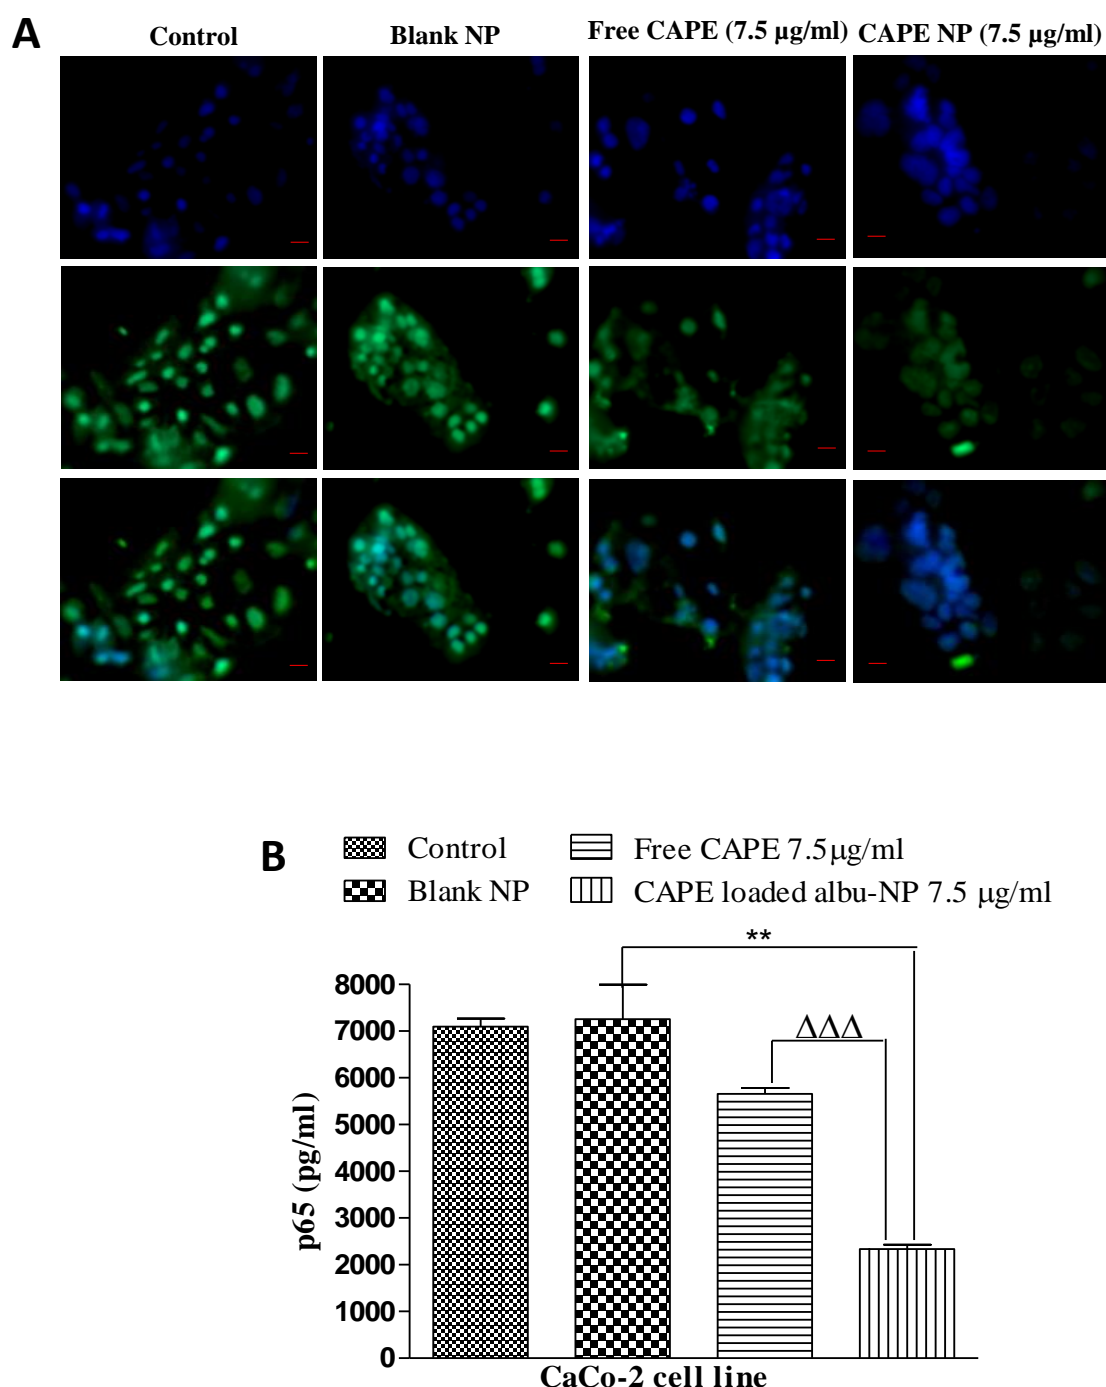 A
Control
Blank NP
Free CAPE (7.5 µg/ml)
CAPE NP (7.5 µg/ml)
B
Control
Free CAPE 7.5µg/ml
Blank NP
CAPE loaded albu-NP 7.5 µg/ml
**
ΔΔΔ
8000
7000
6000
5000
4000
3000
2000
1000
0
p65 (pg/ml)
CaCo-2 cell line